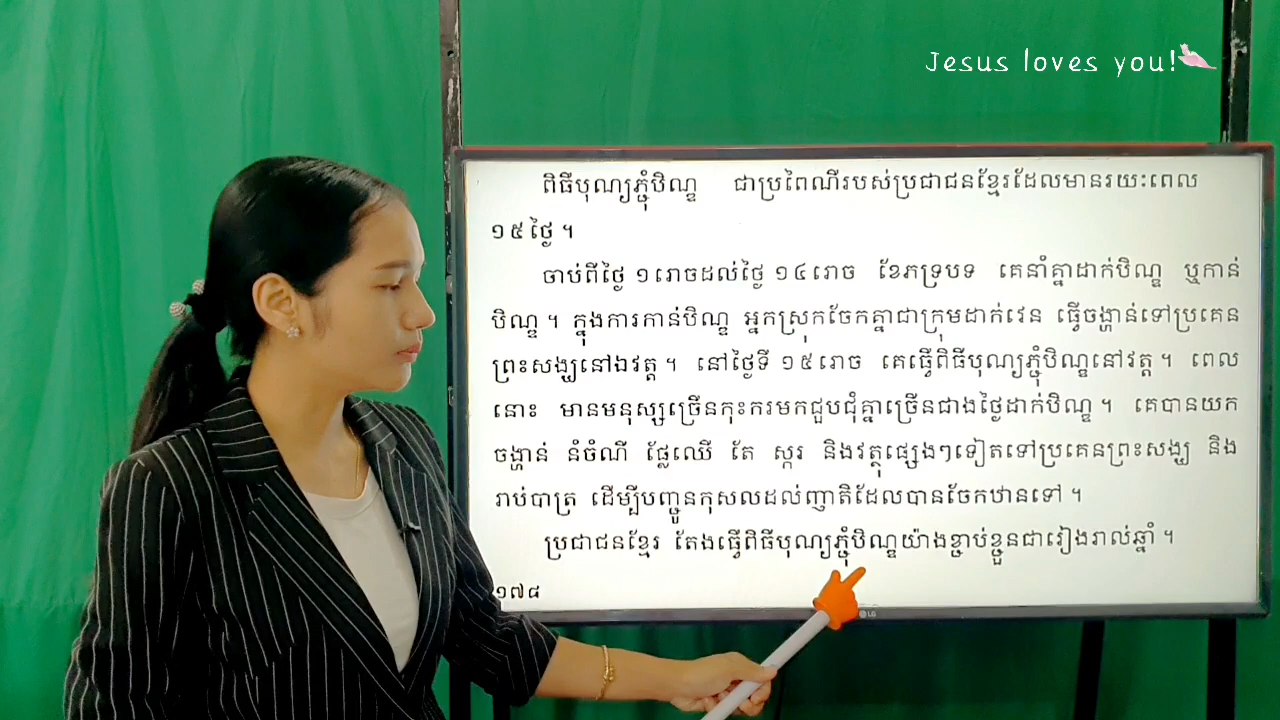 Jesus loves you!
ពិធីបុណ្យភ្ជុំបិណ្ឌ ជាប្រពៃណីរបស់ប្រជាជនខ្មែរដែលមានរយៈពេល
១៥ ថ្ងៃ ។
ចាប់ពីថ្ងៃ ១រោចដល់ថ្ងៃ ១៤រោច ខែភទ្របទ គេនាំគ្នាដាក់បិណ្ឌ ឬកាន់
បិណ្ឌ ។ ក្នុងការកាន់បិណ្ឌ អ្នកស្រុកចែកគ្នាជាក្រុមដាក់វេន ធ្វើចង្ហាន់ទៅប្រគេន
ព្រះសង្ឃនៅឯវត្ត ។ នៅថ្ងៃទី ១៥រោច គេធ្វើពិធីបុណ្យភ្ជុំបិណ្ឌនៅវត្ត ។ ពេល
នោះ មានមនុស្សច្រើនកុះករមកជួបជុំគ្នាច្រើនជាងថ្ងៃដាក់បិណ្ឌ ។ គេបានយក
ចង្ហាន់ នំចំណី ផ្លែឈើ តែ ស្ករ និងវត្ថុផ្សេងៗទៀតទៅប្រគេនព្រះសង្ឃ និង
រាប់បាត្រ ដើម្បីបញ្ជូនកុសលដល់ញាតិដែលបានចែកឋានទៅ ។
ប្រជាជនខ្មែរ តែងធ្វើពិធីបុណ្យភ្ជុំបិណ្ឌយ៉ាងខ្ជាប់ខ្ជួនជារៀងរាល់ឆ្នាំ ។
១៧៨
LG